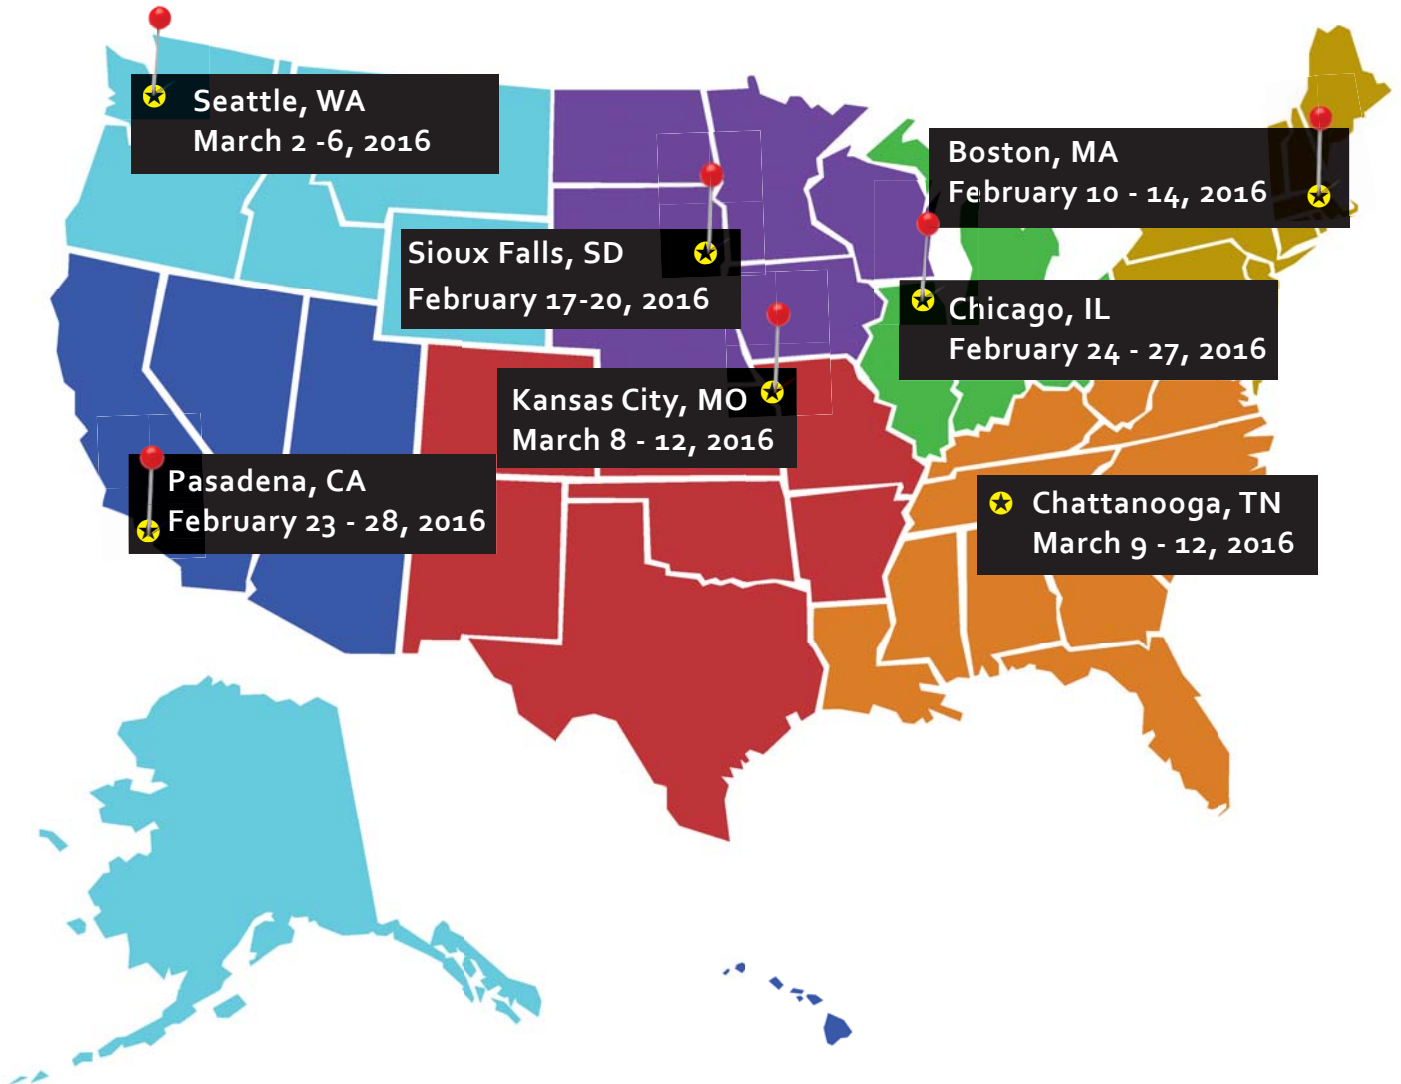 Seattle, WA
March 2 -6, 2016
Boston, MA
February 10 - 14, 2016
Sioux Falls, SD
February 17-20, 2016
Chicago, IL
February 24 - 27, 2016
Kansas City, MO
March 8 - 12, 2016
Pasadena, CA
February 23 - 28, 2016
Chattanooga, TN
March 9 - 12, 2016